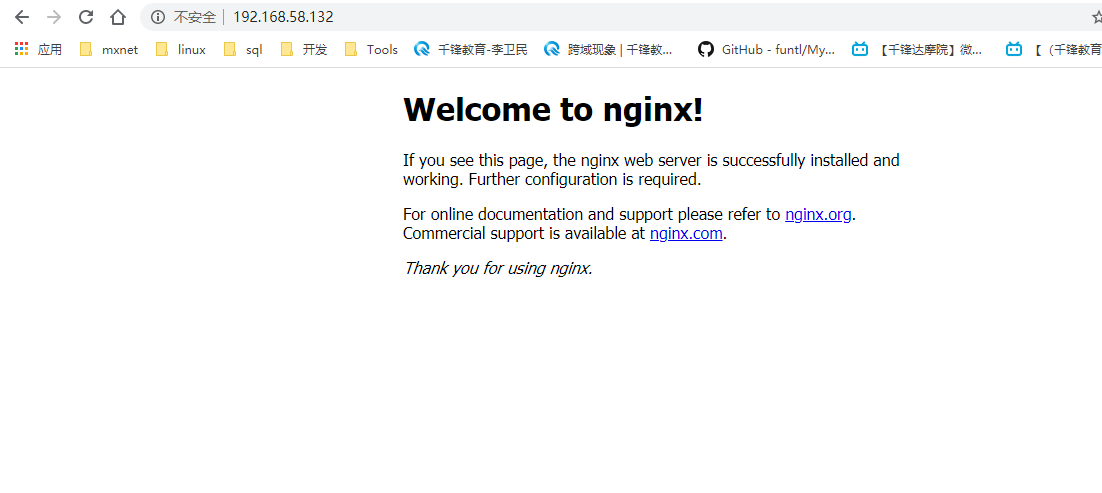 不安全 192.168.58.132
应用 mxnet linux sql 开发 Tools 千锋教育-李卫民 跨域现象 | 千锋教... GitHub - funtl/My... 【千锋达摩院】微... 【（千锋教育
Welcome to nginx!
If you see this page, the nginx web server is successfully installed and
working. Further configuration is required.
For online documentation and support please refer to nginx.org.
Commercial support is available at nginx.com.
Thank you for using nginx.